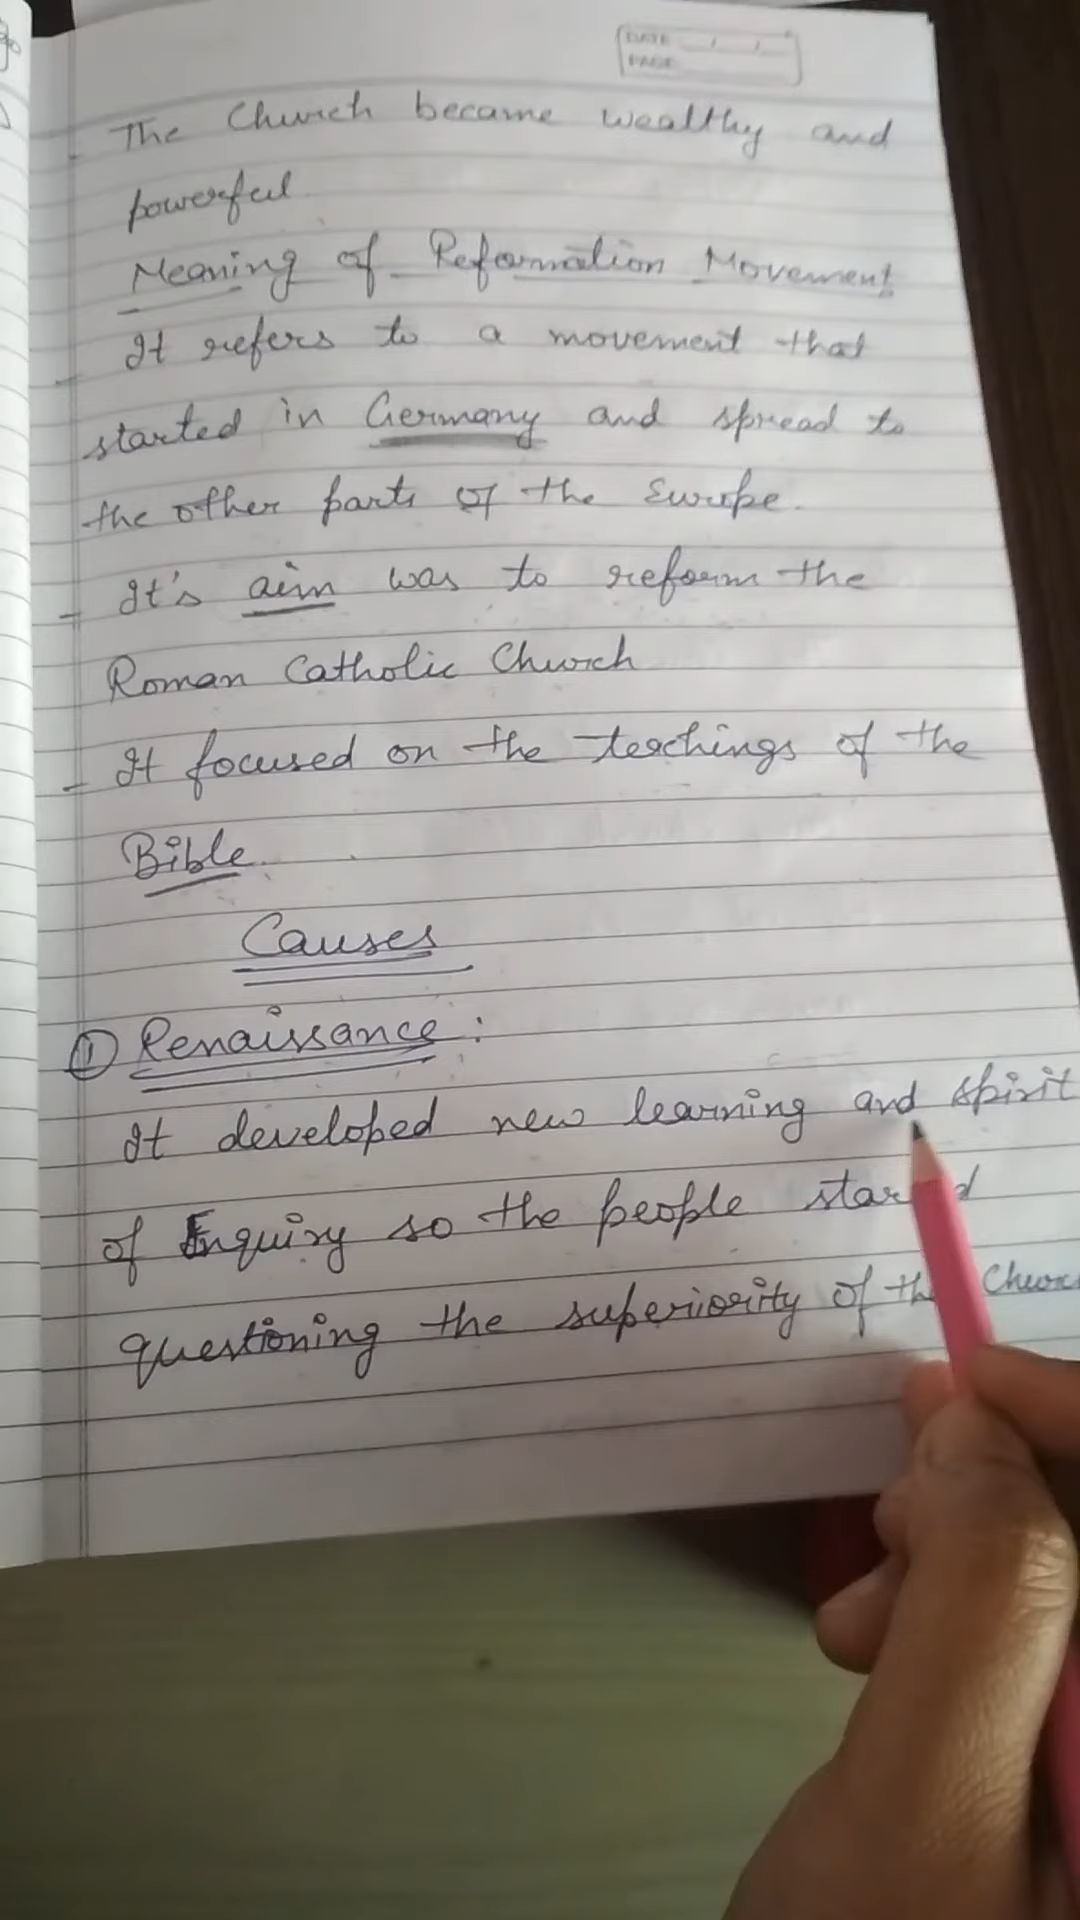 DATE
PAGE
- The Church became wealthy and
powerful
Meaning of Reformation Movement
- It refers to a movement that
started in Germany and spread to
the other parts of the Europe.
- It's aim was to reform the
Roman Catholic Church
- It focused on the teachings of the
Bible.
Causes
① Renaissance:
It developed new learning and spirit
of Enquiry so the people
questioning the superiority of the